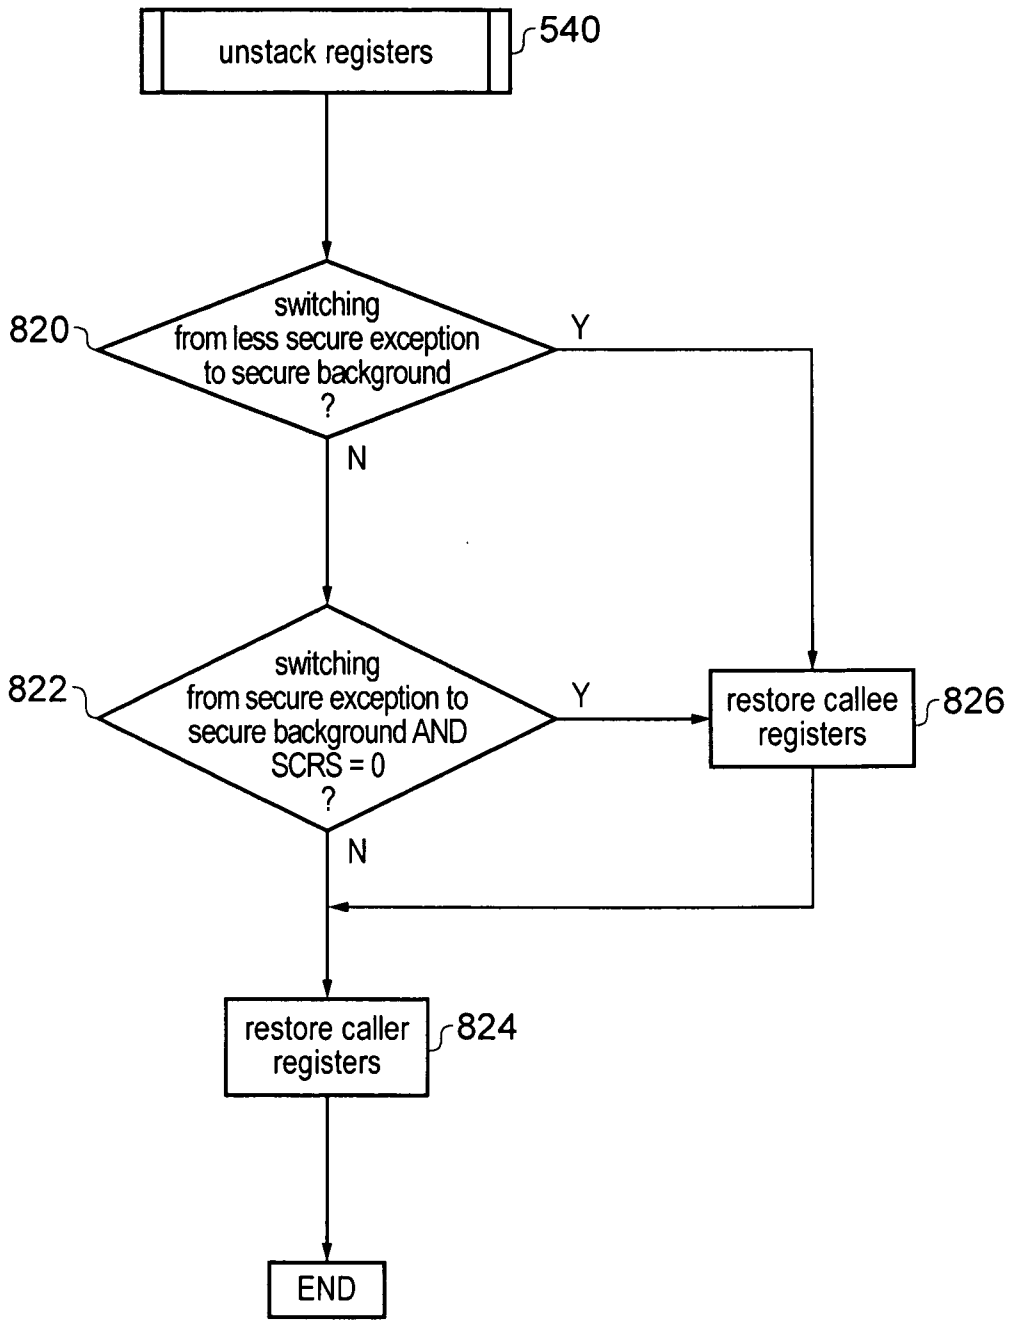 unstack registers
540
820
switching
from less secure exception
to secure background
?
Y
N
822
switching
from secure exception to
secure background AND
SCRS = 0
?
Y
restore callee
registers
826
N
restore caller
registers
824
END